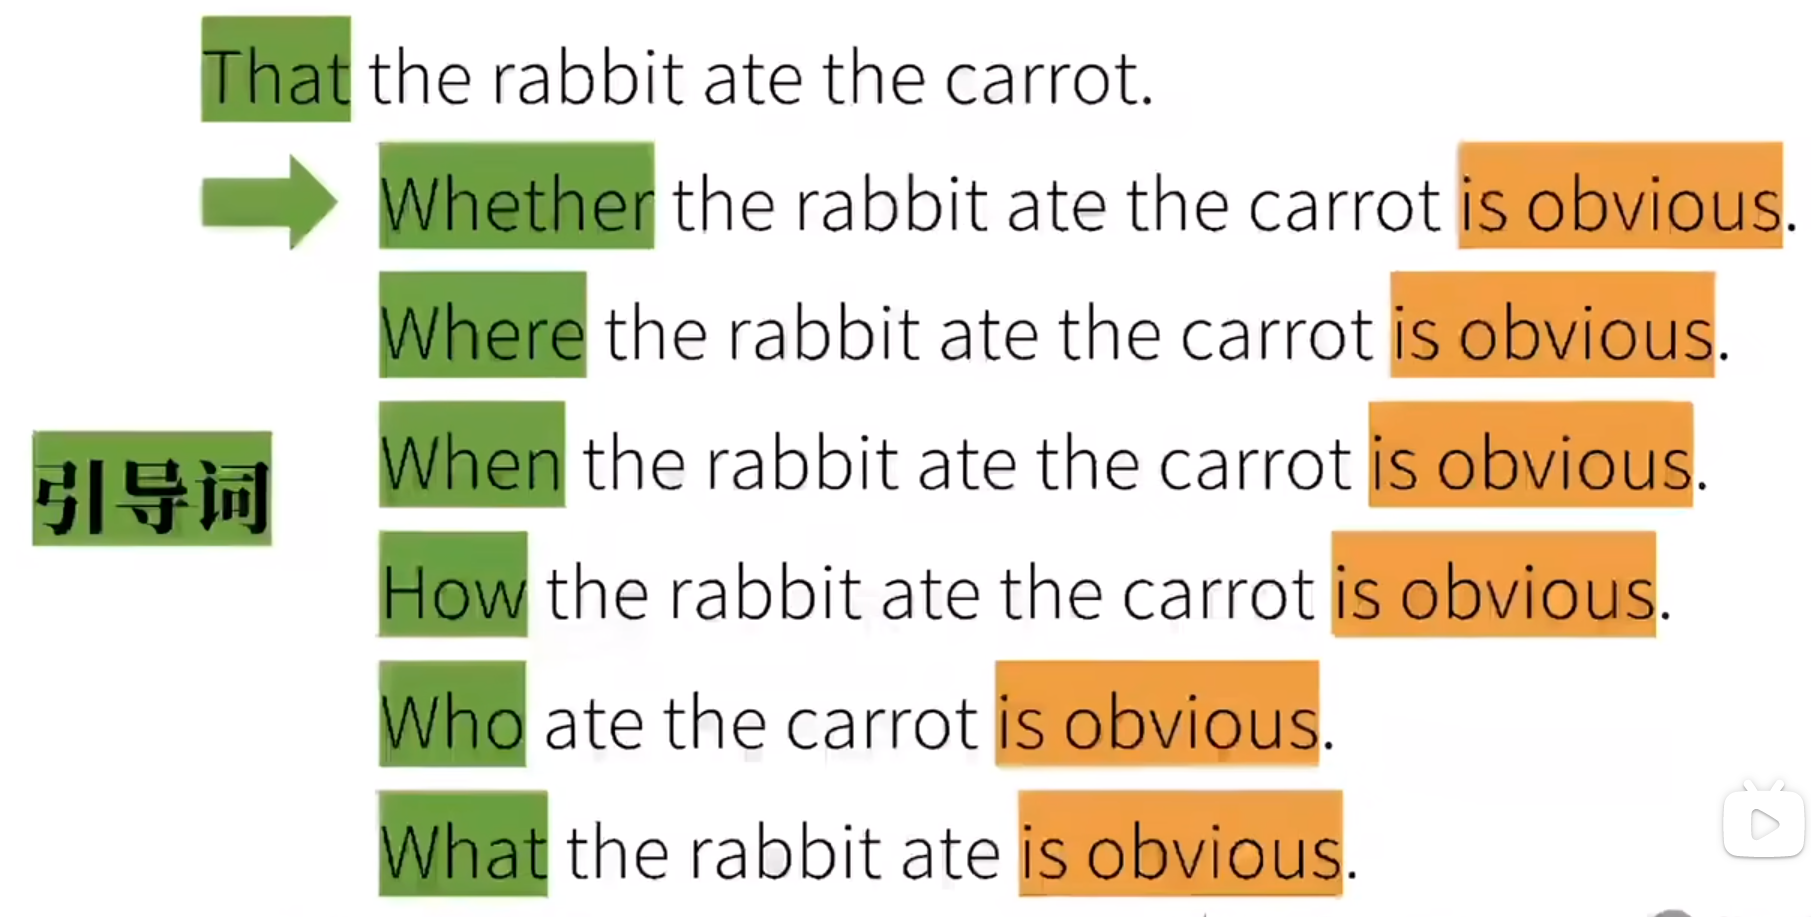 That the rabbit ate the carrot.
Whether the rabbit ate the carrot is obvious.
Where the rabbit ate the carrot is obvious.
When the rabbit ate the carrot is obvious.
引导词
How the rabbit ate the carrot is obvious.
Who ate the carrot is obvious.
What the rabbit ate is obvious.